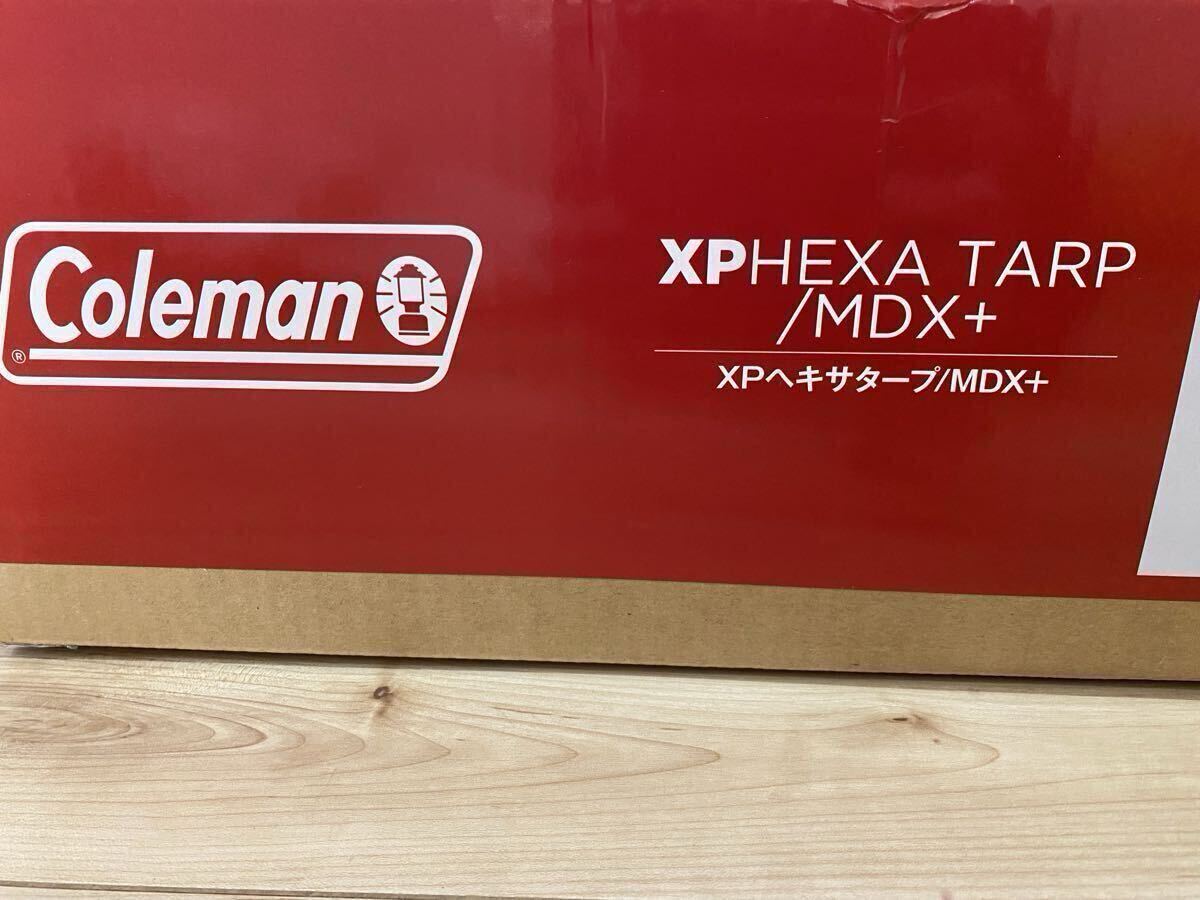 Coleman
®
XPHEXA TARP
/MDX+
XPヘキサタープ/MDX+